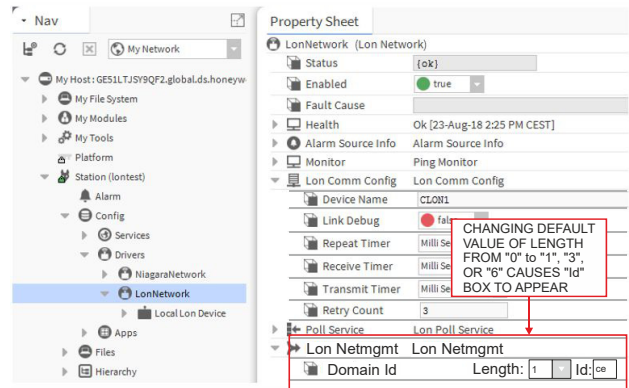 Nav
My Network
My Host : GE51LTJSY9QF2.global.ds.honeyw
My File System
My Modules
My Tools
Platform
Station (lontest)
Alarm
Config
Services
Drivers
NiagaraNetwork
LonNetwork
Local Lon Device
Apps
Files
Hierarchy
Property Sheet
LonNetwork (Lon Network)
Status {ok}
Enabled true
Fault Cause
Health Ok [23-Aug-18 2:25 PM CEST]
Alarm Source Info Alarm Source Info
Monitor Ping Monitor
Lon Comm Config Lon Comm Config
Device Name CLON1
Link Debug fals
Repeat Timer Milli Se
Receive Timer Milli Se
Transmit Timer Milli Se
Retry Count 3
CHANGING DEFAULT
VALUE OF LENGTH
FROM "0" to "1", "3",
OR "6" CAUSES "Id"
BOX TO APPEAR
Poll Service Lon Poll Service
Lon Netmgmt Lon Netmgmt
Domain Id Length: 1 Id: ce